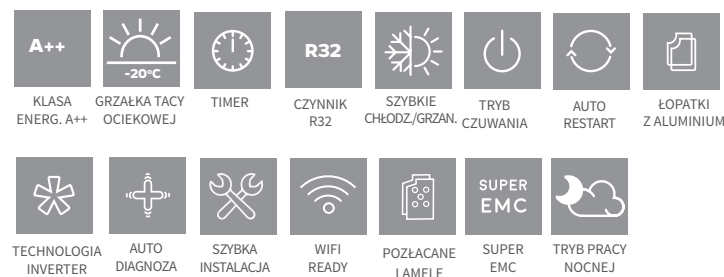 A++
-20°C
R32
KLASA
ENERG. A++
GRZAŁKA TACY
OCIEKOWEJ
TIMER
CZYNNIK
R32
SZYBKIE
CHŁODZ./GRZAN.
TRYB
CZUWANIA
AUTO
RESTART
ŁOPATKI
Z ALUMINIUM
SUPER
EMC
TECHNOLOGIA
INVERTER
AUTO
DIAGNOZA
SZYBKA
INSTALACJA
WIFI
READY
POZŁACANE
LAMELE
SUPER
EMC
TRYB PRACY
NOCNEJ